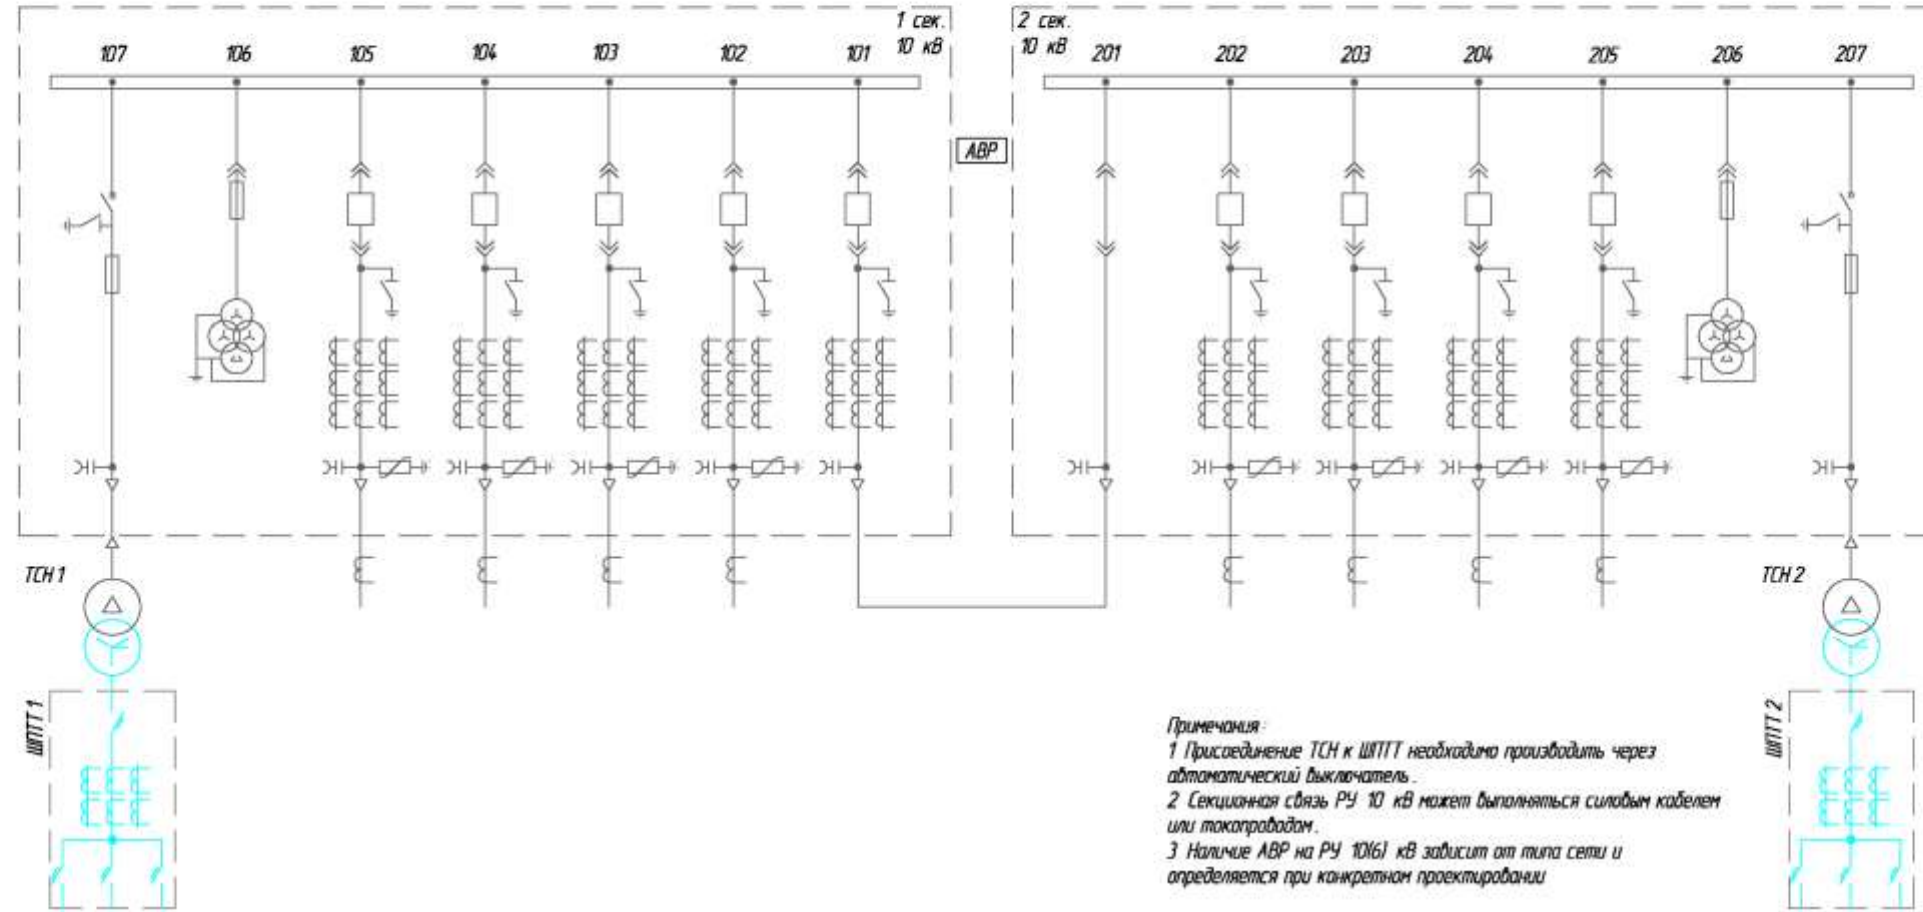 1 сек.
10 кВ
107 106 105 104 103 102 101
2 сек.
10 кВ
201 202 203 204 205 206 207
АВР
ТСН 1
ТСН 2
ШПТТ 1
ШПТТ 2
Примечания:
1 Присоединение ТСН к ШПТТ необходимо производить через
автоматический выключатель.
2 Секционная связь РУ 10 кВ может выполняться силовым кабелем
или токопроводом.
3 Наличие АВР на РУ 10(6) кВ зависит от типа сети и
определяется при конкретном проектировании